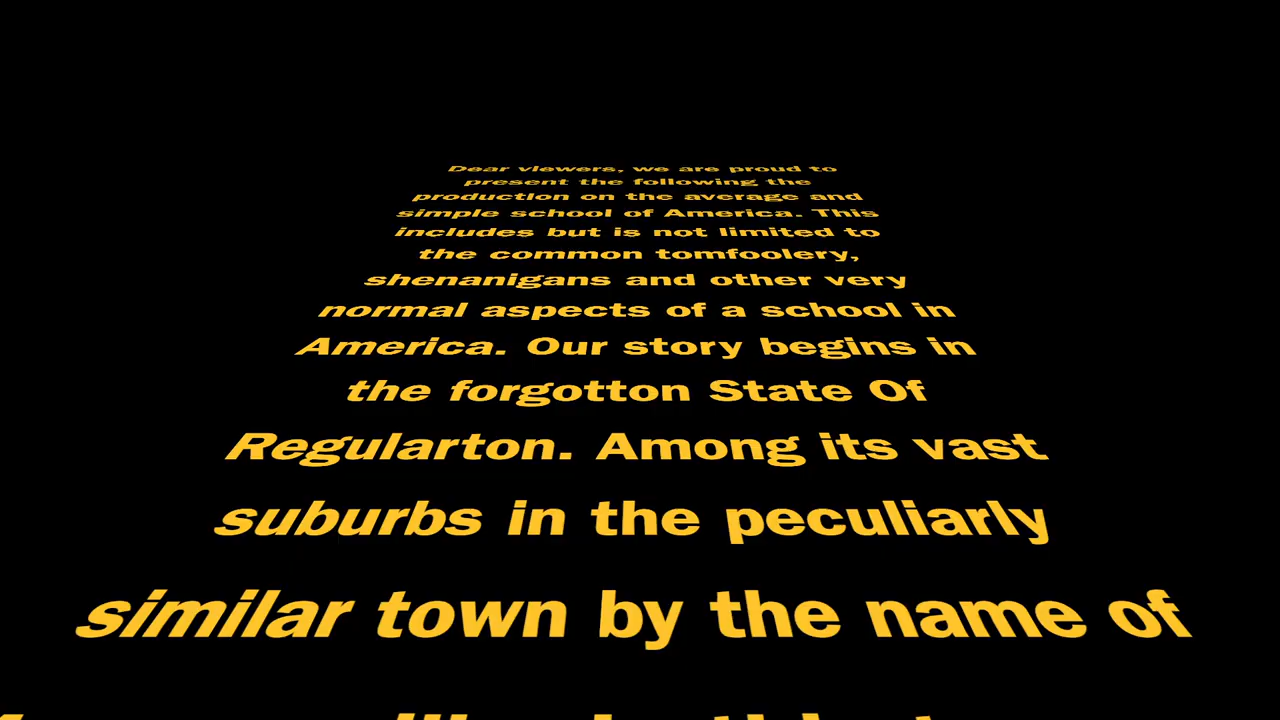 Dear viewers, we are proud to
present the following the
production on the average and
simple school of America. This
includes but is not limited to
the common tomfoolery,
shenanigans and other very
normal aspects of a school in
America. Our story begins in
the forgotton State Of
Regularton. Among its vast
suburbs in the peculiarly
similar town by the name of